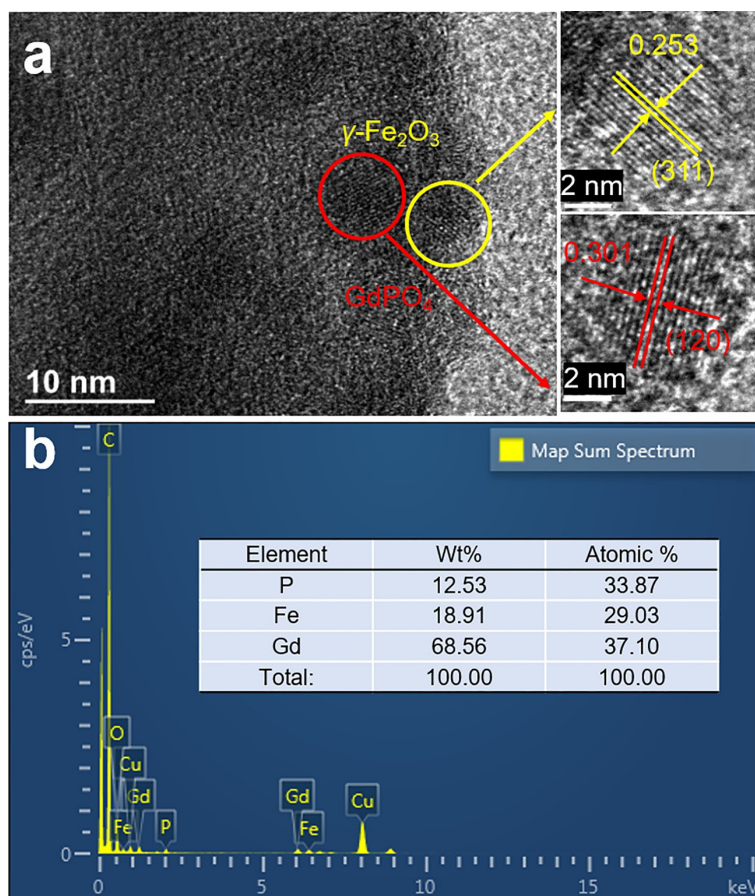 a
γ-Fe2O3
GdPO4
10 nm
0.253
(311)
2 nm
0.301
(120)
2 nm
b
Map Sum Spectrum
Element Wt% Atomic %
P 12.53 33.87
Fe 18.91 29.03
Gd 68.56 37.10
Total: 100.00 100.00
cps/eV
5
0
C
O
Cu
Gd
Fe
P
Gd
Fe
Cu
0 5 10 15 keV